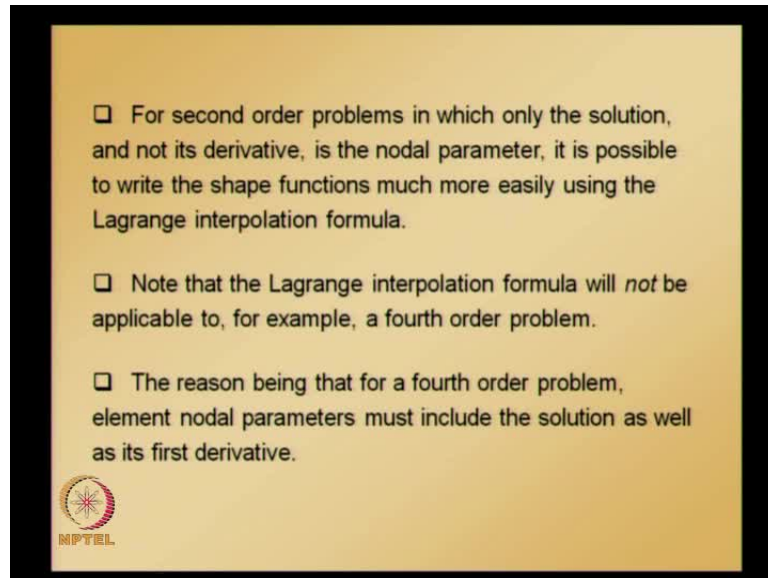 ❑ For second order problems in which only the solution,
and not its derivative, is the nodal parameter, it is possible
to write the shape functions much more easily using the
Lagrange interpolation formula.
❑ Note that the Lagrange interpolation formula will not be
applicable to, for example, a fourth order problem.
❑ The reason being that for a fourth order problem,
element nodal parameters must include the solution as well
as its first derivative.
NPTEL